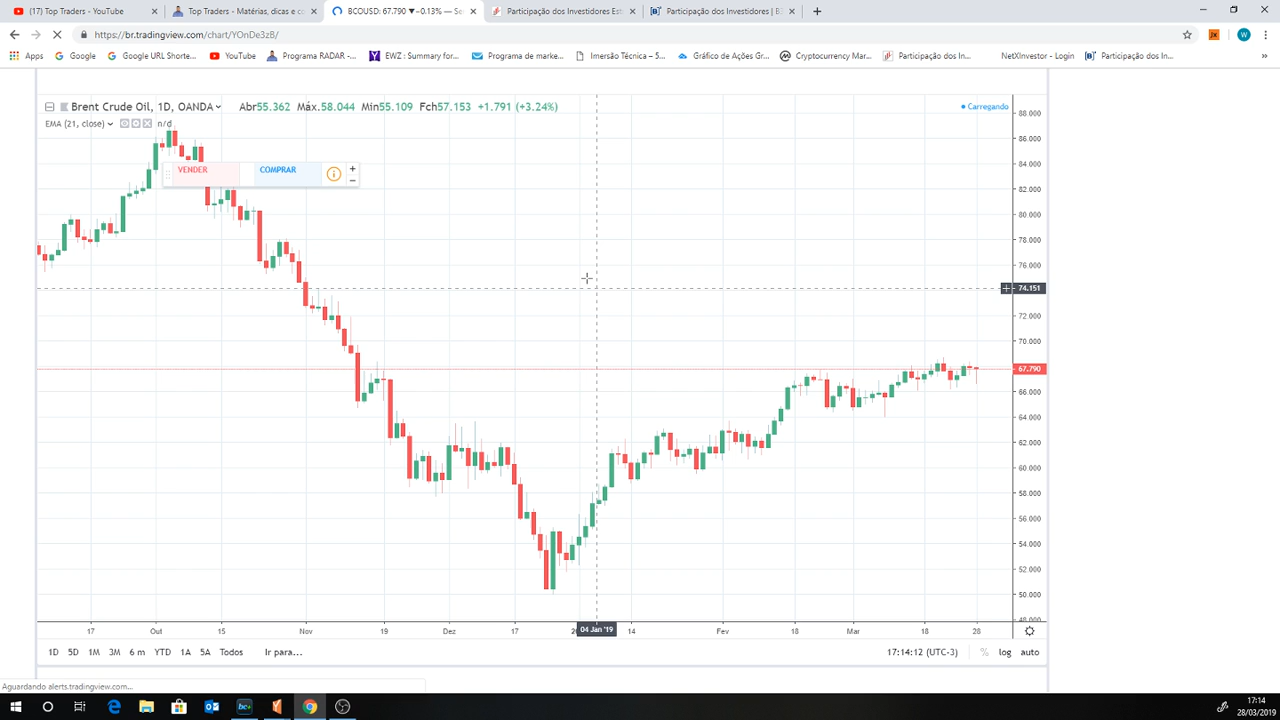 (17) Top Traders - YouTube
Top Traders - Matérias, dicas e co
BCOUSD: 67.790 ▼−0.13% — Se
Participação dos Investidores Est
Participação dos Investidores | B3
https://br.tradingview.com/chart/YOnDe3zB/
Apps
Google
Google URL Shorte...
YouTube
Programa RADAR -...
EWZ : Summary for...
Programa de marke...
Imersão Técnica – 5...
Gráfico de Ações Gr...
Cryptocurrency Mar...
Participação dos In...
NetXInvestor - Login
Participação dos In...
»
Brent Crude Oil, 1D, OANDA
Abr55.362 Máx.58.044 Mín55.109 Fch57.153 +1.791 (+3.24%)
Carregando
EMA (21, close) n/d
VENDER
COMPRAR
88.000
86.000
84.000
82.000
80.000
78.000
76.000
74.151
72.000
70.000
67.790
66.000
64.000
62.000
60.000
58.000
56.000
54.000
52.000
50.000
48.000
17 Out 15 Nov 19 Dez 17 04 Jan '19 14 Fev 18 Mar 18 28
1D 5D 1M 3M 6 m YTD 1A 5A Todos Ir para...
17:14:12 (UTC-3) % log auto
Aguardando alerts.tradingview.com...
17:14
28/03/2019